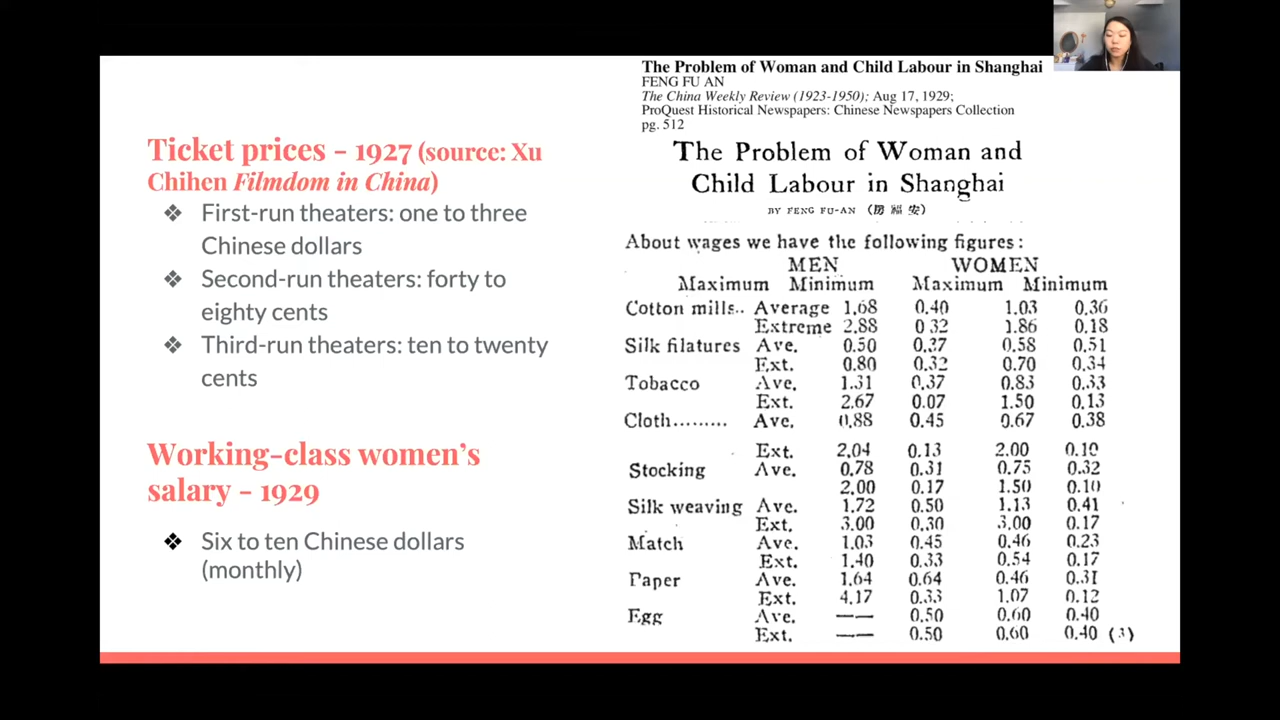 Ticket prices - 1927 (source: Xu
Chihen Filmdom in China)
❖ First-run theaters: one to three
Chinese dollars
❖ Second-run theaters: forty to
eighty cents
❖ Third-run theaters: ten to twenty
cents
Working-class women's
salary - 1929
❖ Six to ten Chinese dollars
(monthly)
The Problem of Woman and Child Labour in Shanghai
FENG FU AN
The China Weekly Review (1923-1950); Aug 17, 1929;
ProQuest Historical Newspapers: Chinese Newspapers Collection
pg. 512
The Problem of Woman and
Child Labour in Shanghai
BY FENG FU-AN (房福安)
About wages we have the following figures:
MEN WOMEN
Maximum Minimum Maximum Minimum
Cotton mills.. Average 1.68 0.40 1.03 0.36
Extreme 2.88 0 32 1.86 0.18
Silk filatures Ave. 0.50 0.37 0.58 0.51
Ext. 0.80 0.32 0.70 0.34
Tobacco Ave. 1.31 0.37 0.83 0.33
Ext. 2.67 0.07 1.50 0.13
Cloth......... Ave. 0.88 0.45 0.67 0.38
Ext. 2.04 0.13 2.00 0.10
Stocking Ave. 0.78 0.31 0.75 0.32
2.00 0.17 1.50 0.10
Silk weaving Ave. 1.72 0.50 1.13 0.41
Ext. 3.00 0.30 3.00 0.17
Match Ave. 1.03 0.45 0.46 0.23
Ext. 1.40 0.33 0.54 0.17
Paper Ave. 1.64 0.64 0.46 0.31
Ext. 4.17 0.33 1.07 0.12
Egg Ave. —— 0.50 0.60 0.40
Ext. —— 0.50 0.60 0.40 (3)